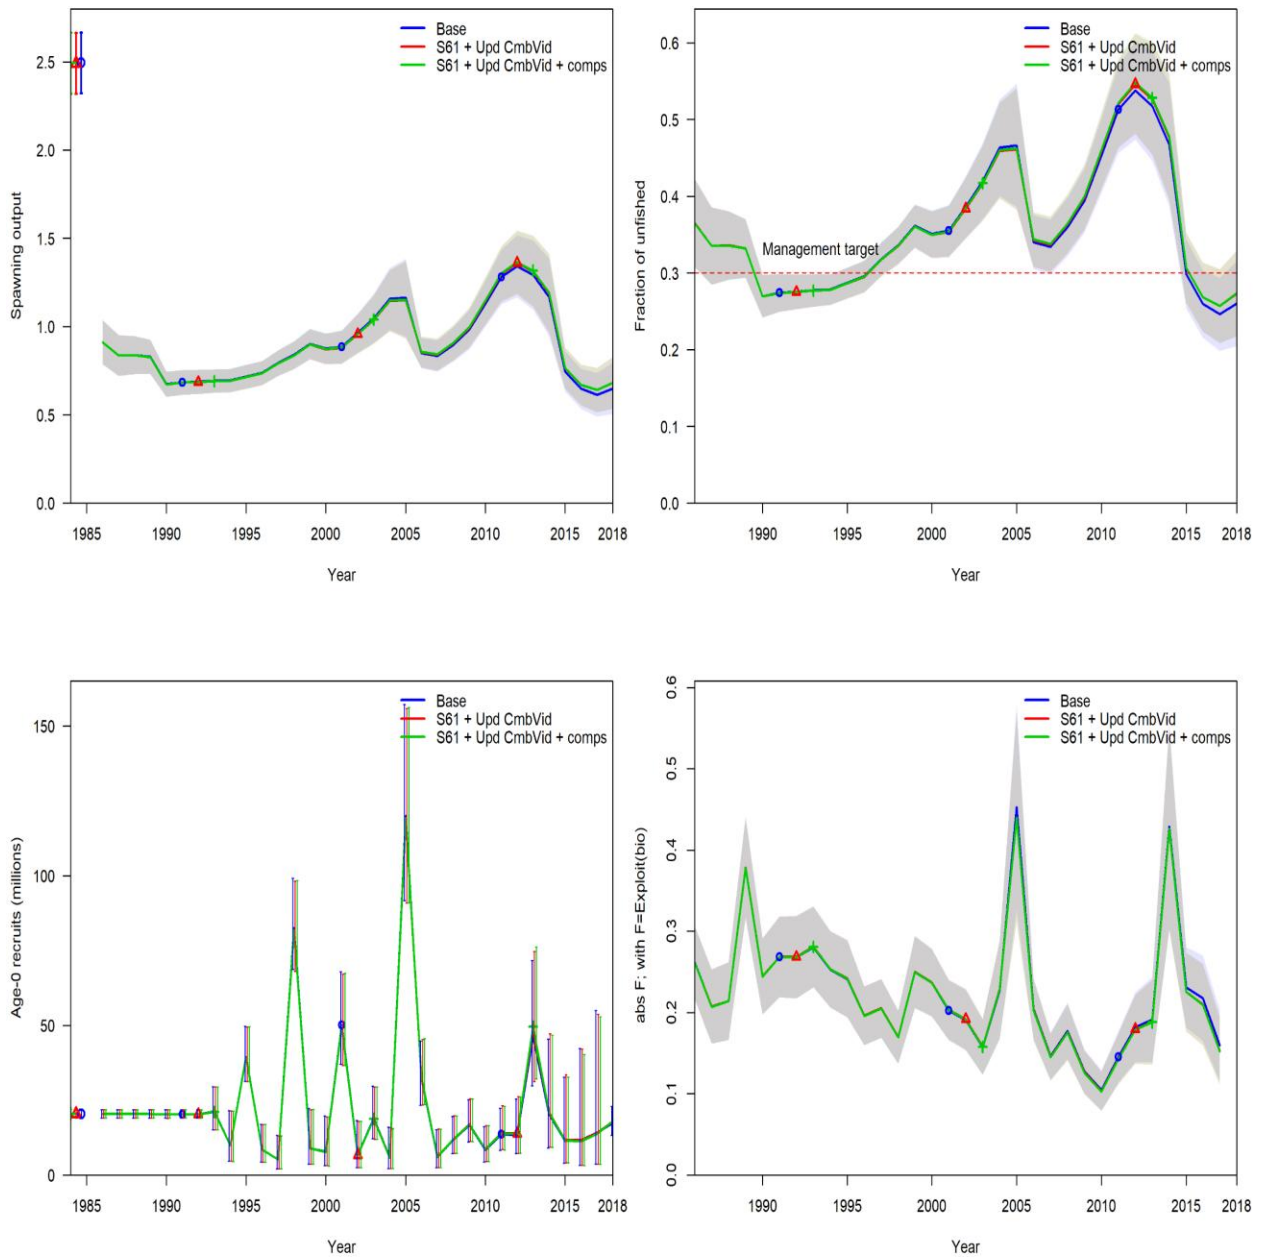 Base
S61 + Upd CmbVid
S61 + Upd CmbVid + comps
2.5
2.0
1.5
1.0
0.5
0.0
Spawning output
1985 1990 1995 2000 2005 2010 2015 2018
Year
Base
S61 + Upd CmbVid
S61 + Upd CmbVid + comps
0.6
0.5
0.4
0.3
0.2
0.1
0.0
Fraction of unfished
Management target
1990 1995 2000 2005 2010 2015 2018
Year
Base
S61 + Upd CmbVid
S61 + Upd CmbVid + comps
150
100
50
0
Age-0 recruits (millions)
1985 1990 1995 2000 2005 2010 2015 2018
Year
Base
S61 + Upd CmbVid
S61 + Upd CmbVid + comps
0.6
0.5
0.4
0.3
0.2
0.1
0.0
abs F; with F=Exploit(bio)
1990 1995 2000 2005 2010 2015 2018
Year